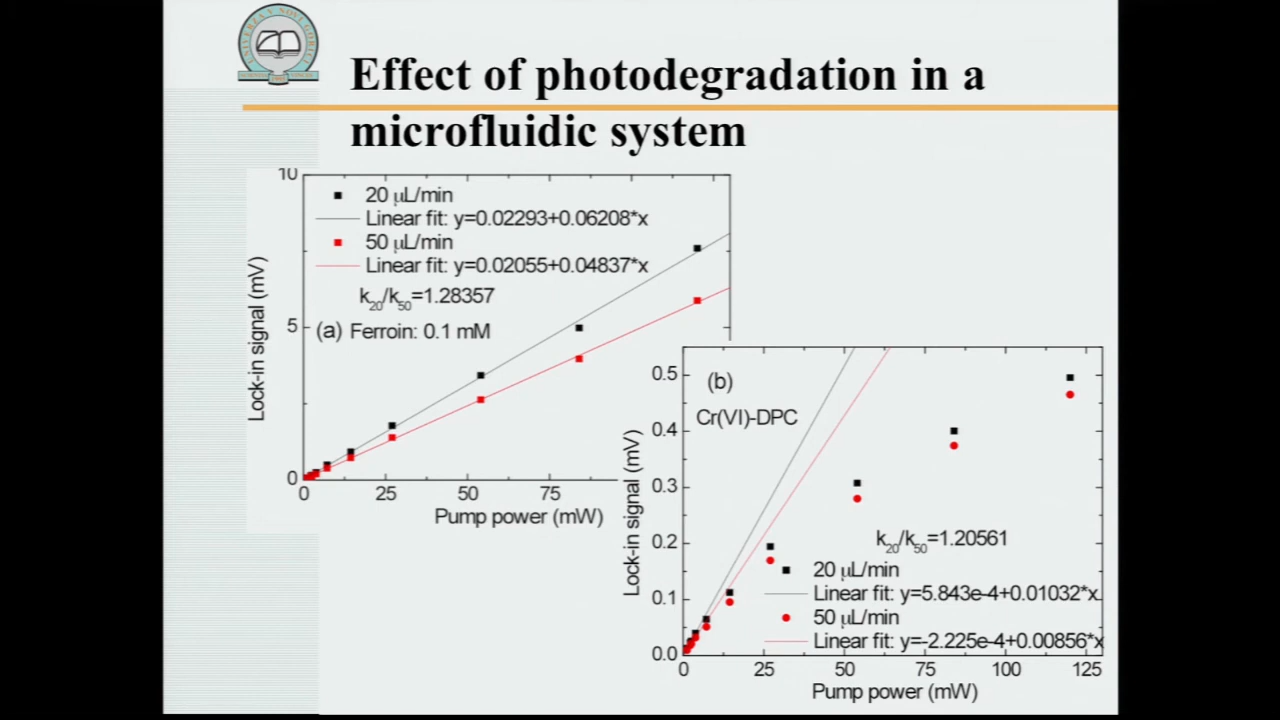 UNIVERZA V NOVI GORICI
Effect of photodegradation in a
microfluidic system
10
5
0
Lock-in signal (mV)
20 μL/min
Linear fit: y=0.02293+0.06208*x
50 μL/min
Linear fit: y=0.02055+0.04837*x
k20/k50=1.28357
(a) Ferroin: 0.1 mM
0 25 50 75
Pump power (mW)
0.5
0.4
0.3
0.2
0.1
0.0
Lock-in signal (mV)
(b)
Cr(VI)-DPC
k20/k50=1.20561
20 μL/min
Linear fit: y=5.843e-4+0.01032*x
50 μL/min
Linear fit: y=-2.225e-4+0.00856*x
0 25 50 75 100 125
Pump power (mW)